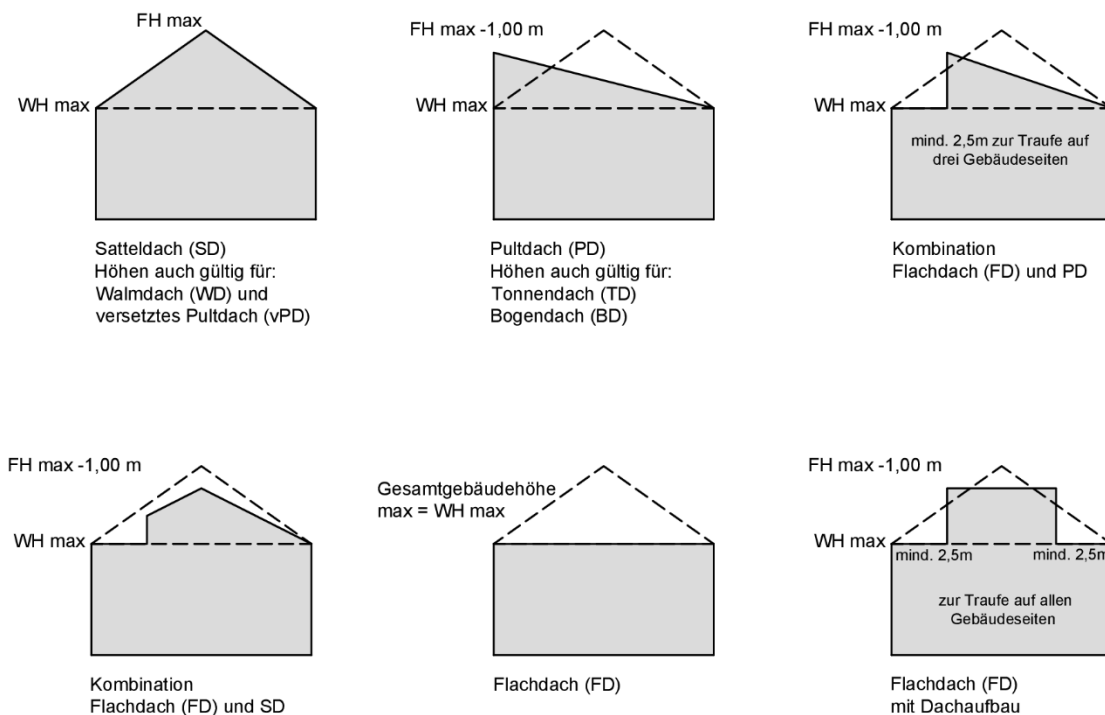 FH max
WH max
Satteldach (SD)
Höhen auch gültig für:
Walmdach (WD) und
versetztes Pultdach (vPD)
FH max -1,00 m
WH max
Pultdach (PD)
Höhen auch gültig für:
Tonnendach (TD)
Bogendach (BD)
FH max -1,00 m
WH max
mind. 2,5m zur Traufe auf
drei Gebäudeseiten
Kombination
Flachdach (FD) und PD
FH max -1,00 m
WH max
Kombination
Flachdach (FD) und SD
Gesamtgebäudehöhe
max = WH max
Flachdach (FD)
FH max -1,00 m
WH max
mind. 2,5m
mind. 2,5m
zur Traufe auf allen
Gebäudeseiten
Flachdach (FD)
mit Dachaufbau